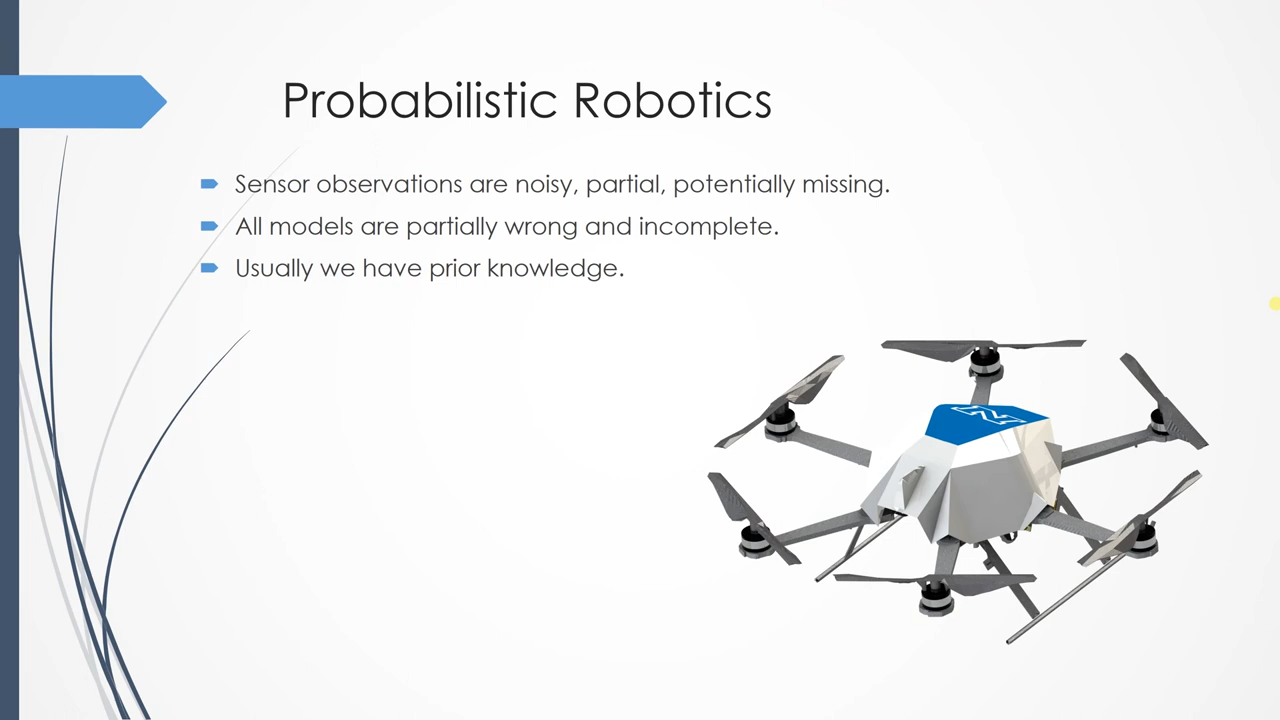 Probabilistic Robotics
Sensor observations are noisy, partial, potentially missing.
All models are partially wrong and incomplete.
Usually we have prior knowledge.
N